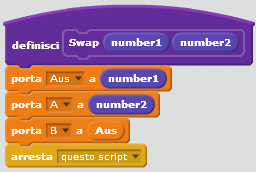 definisci Swap number1 number2
porta Aus a number1
porta A a number2
porta B a Aus
arresta questo script